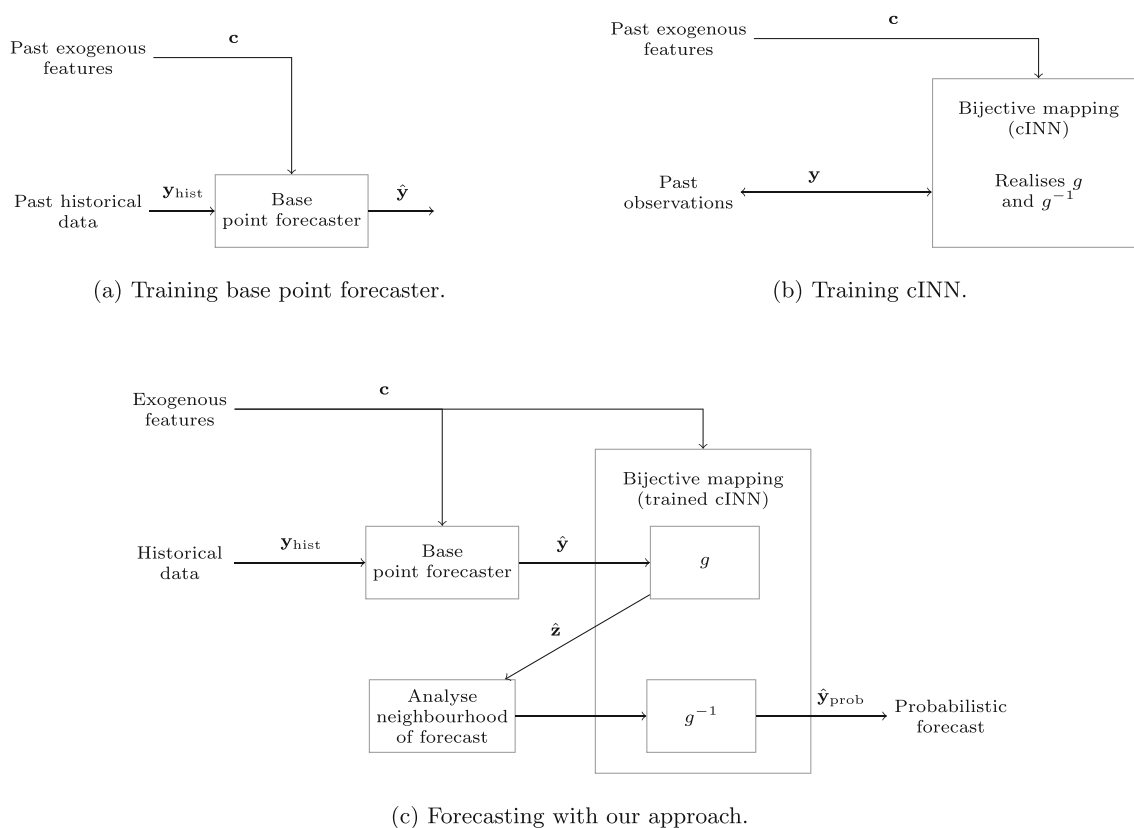 Past exogenous
features
c
Past historical
data
y_hist
Base
point forecaster
ŷ
(a) Training base point forecaster.
Past exogenous
features
c
Bijective mapping
(cINN)
Past
observations
y
Realises g
and g⁻¹
(b) Training cINN.
Exogenous
features
c
Bijective mapping
(trained cINN)
Historical
data
y_hist
Base
point forecaster
ŷ
g
ẑ
Analyse
neighbourhood
of forecast
g⁻¹
ŷ_prob
Probabilistic
forecast
(c) Forecasting with our approach.